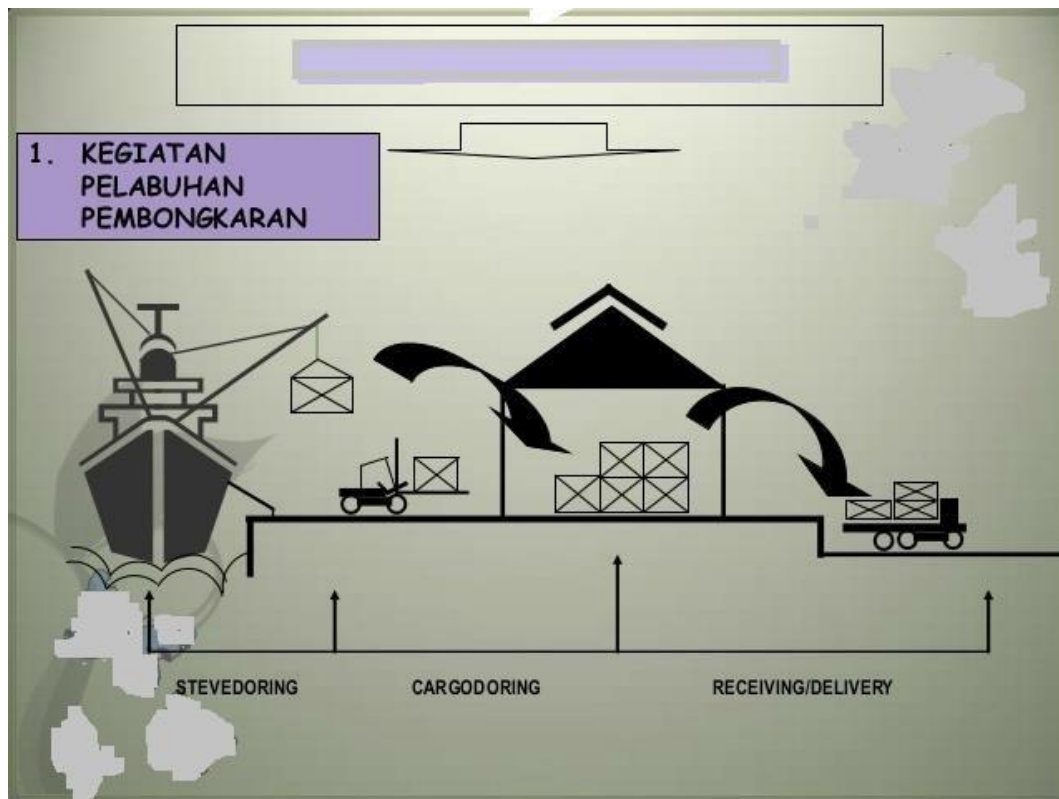 1. KEGIATAN
PELABUHAN
PEMBONGKARAN
STEVEDORING CARGODORING RECEIVING/DELIVERY